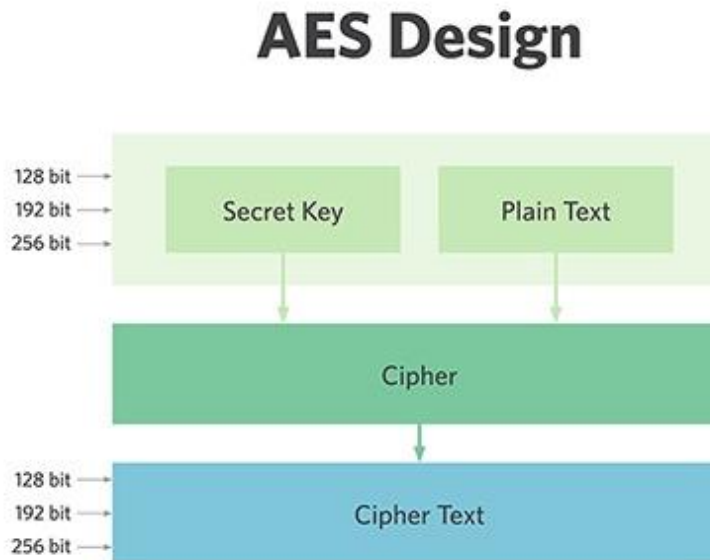 AES Design
128 bit
192 bit
256 bit
Secret Key
Plain Text
Cipher
128 bit
192 bit
256 bit
Cipher Text